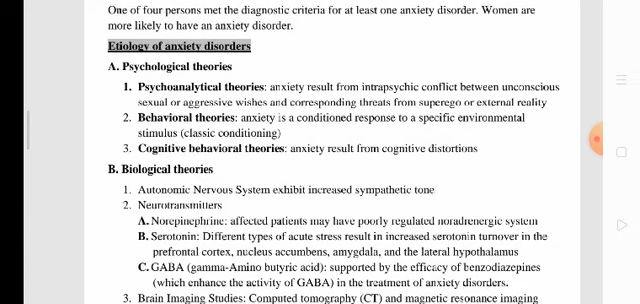 One of four persons met the diagnostic criteria for at least one anxiety disorder. Women are
more likely to have an anxiety disorder.
Etiology of anxiety disorders
A. Psychological theories
1. Psychoanalytical theories: anxiety result from intrapsychic conflict between unconscious
sexual or aggressive wishes and corresponding threats from superego or external reality
2. Behavioral theories: anxiety is a conditioned response to a specific environmental
stimulus (classic conditioning)
3. Cognitive behavioral theories: anxiety result from cognitive distortions
B. Biological theories
1. Autonomic Nervous System exhibit increased sympathetic tone
2. Neurotransmitters
A. Norepinephrine: affected patients may have poorly regulated noradrenergic system
B. Serotonin: Different types of acute stress result in increased serotonin turnover in the
prefrontal cortex, nucleus accumbens, amygdala, and the lateral hypothalamus
C. GABA (gamma-Amino butyric acid): supported by the efficacy of benzodiazepines
(which enhance the activity of GABA) in the treatment of anxiety disorders.
3. Brain Imaging Studies: Computed tomography (CT) and magnetic resonance imaging